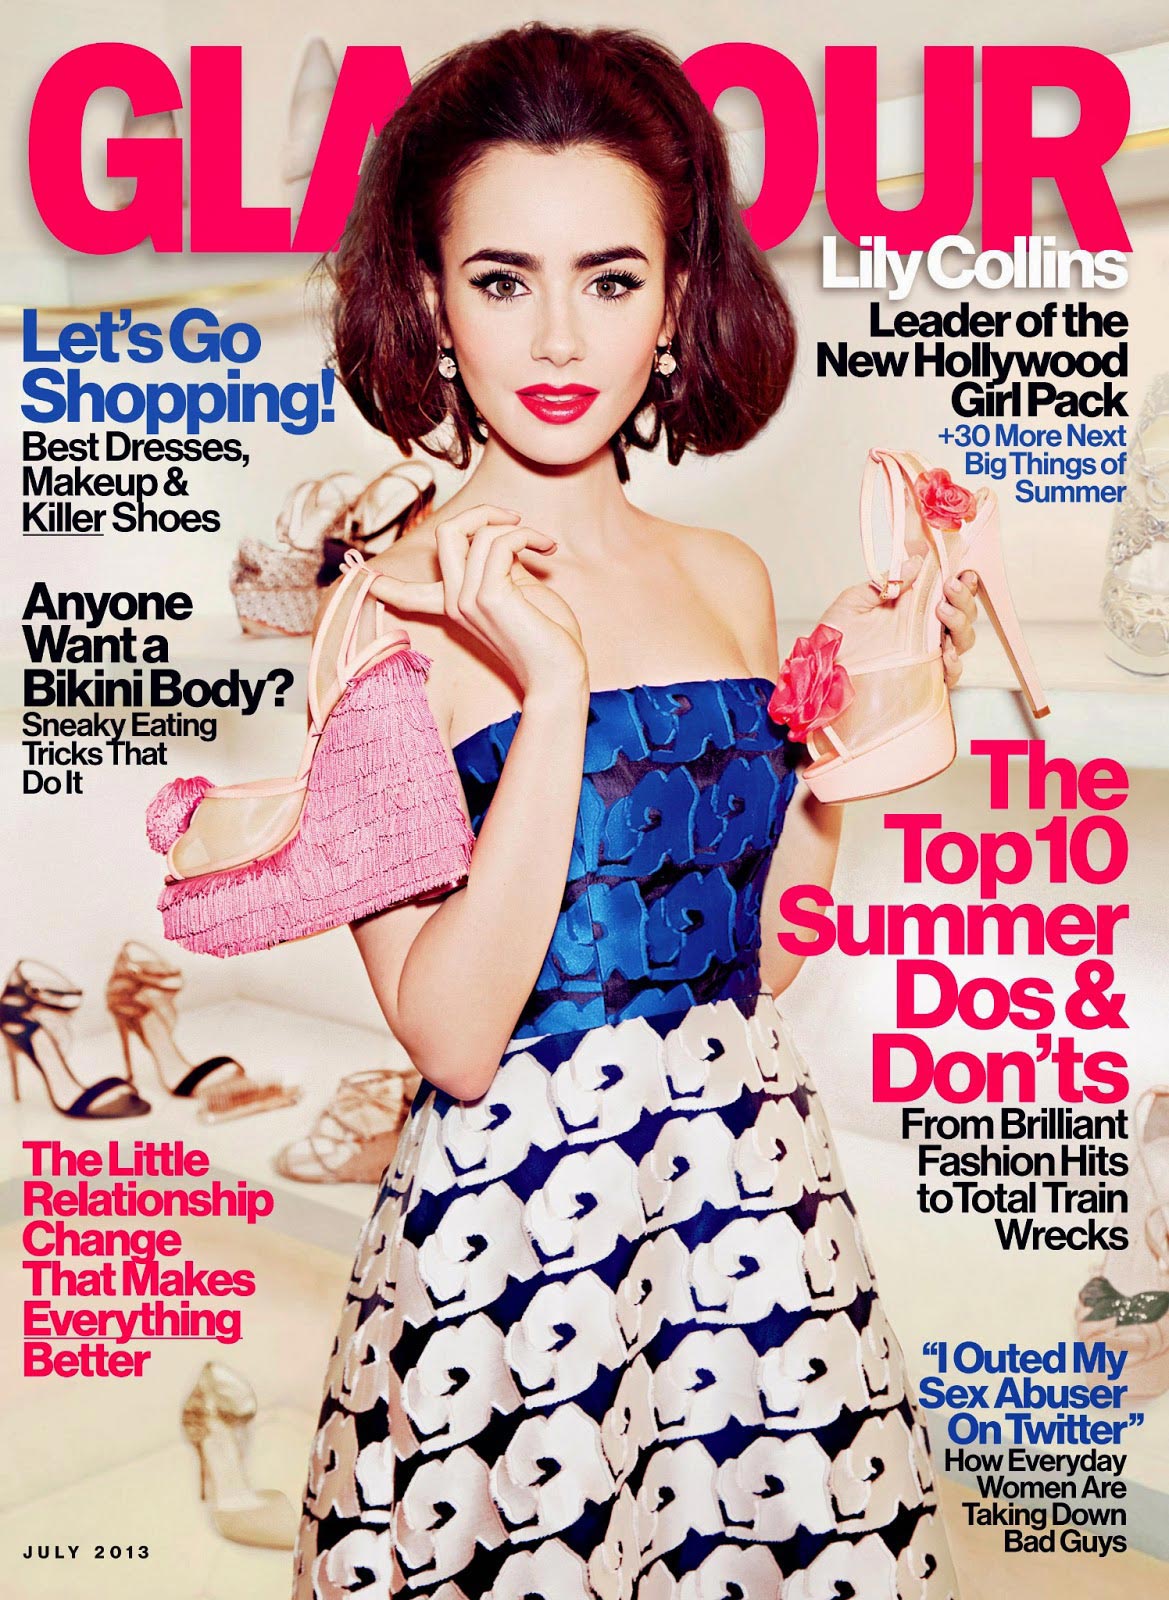 GLAMOUR
Lily Collins
Leader of the
New Hollywood
Girl Pack
+30 More Next
Big Things of
Summer
Let's Go
Shopping!
Best Dresses,
Makeup &
Killer Shoes
Anyone
Want a
Bikini Body?
Sneaky Eating
Tricks That
Do It
The
Top 10
Summer
Dos &
Don'ts
From Brilliant
Fashion Hits
to Total Train
Wrecks
The Little
Relationship
Change
That Makes
Everything
Better
“I Outed My
Sex Abuser
On Twitter”
How Everyday
Women Are
Taking Down
Bad Guys
JULY 2013